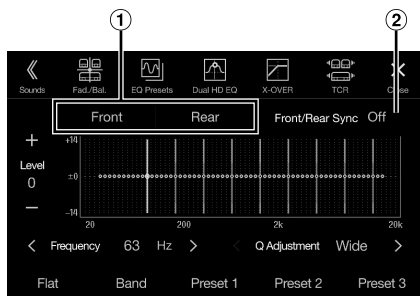 1 2
Sounds Fad./Bal. EQ Presets Dual HD EQ X-OVER TCR Close
Front Rear Front/Rear Sync Off
+ +14
Level
0 ±0
− -14
20 200 2k 20k
< Frequency 63 Hz > < Q Adjustment Wide >
Flat Band Preset 1 Preset 2 Preset 3